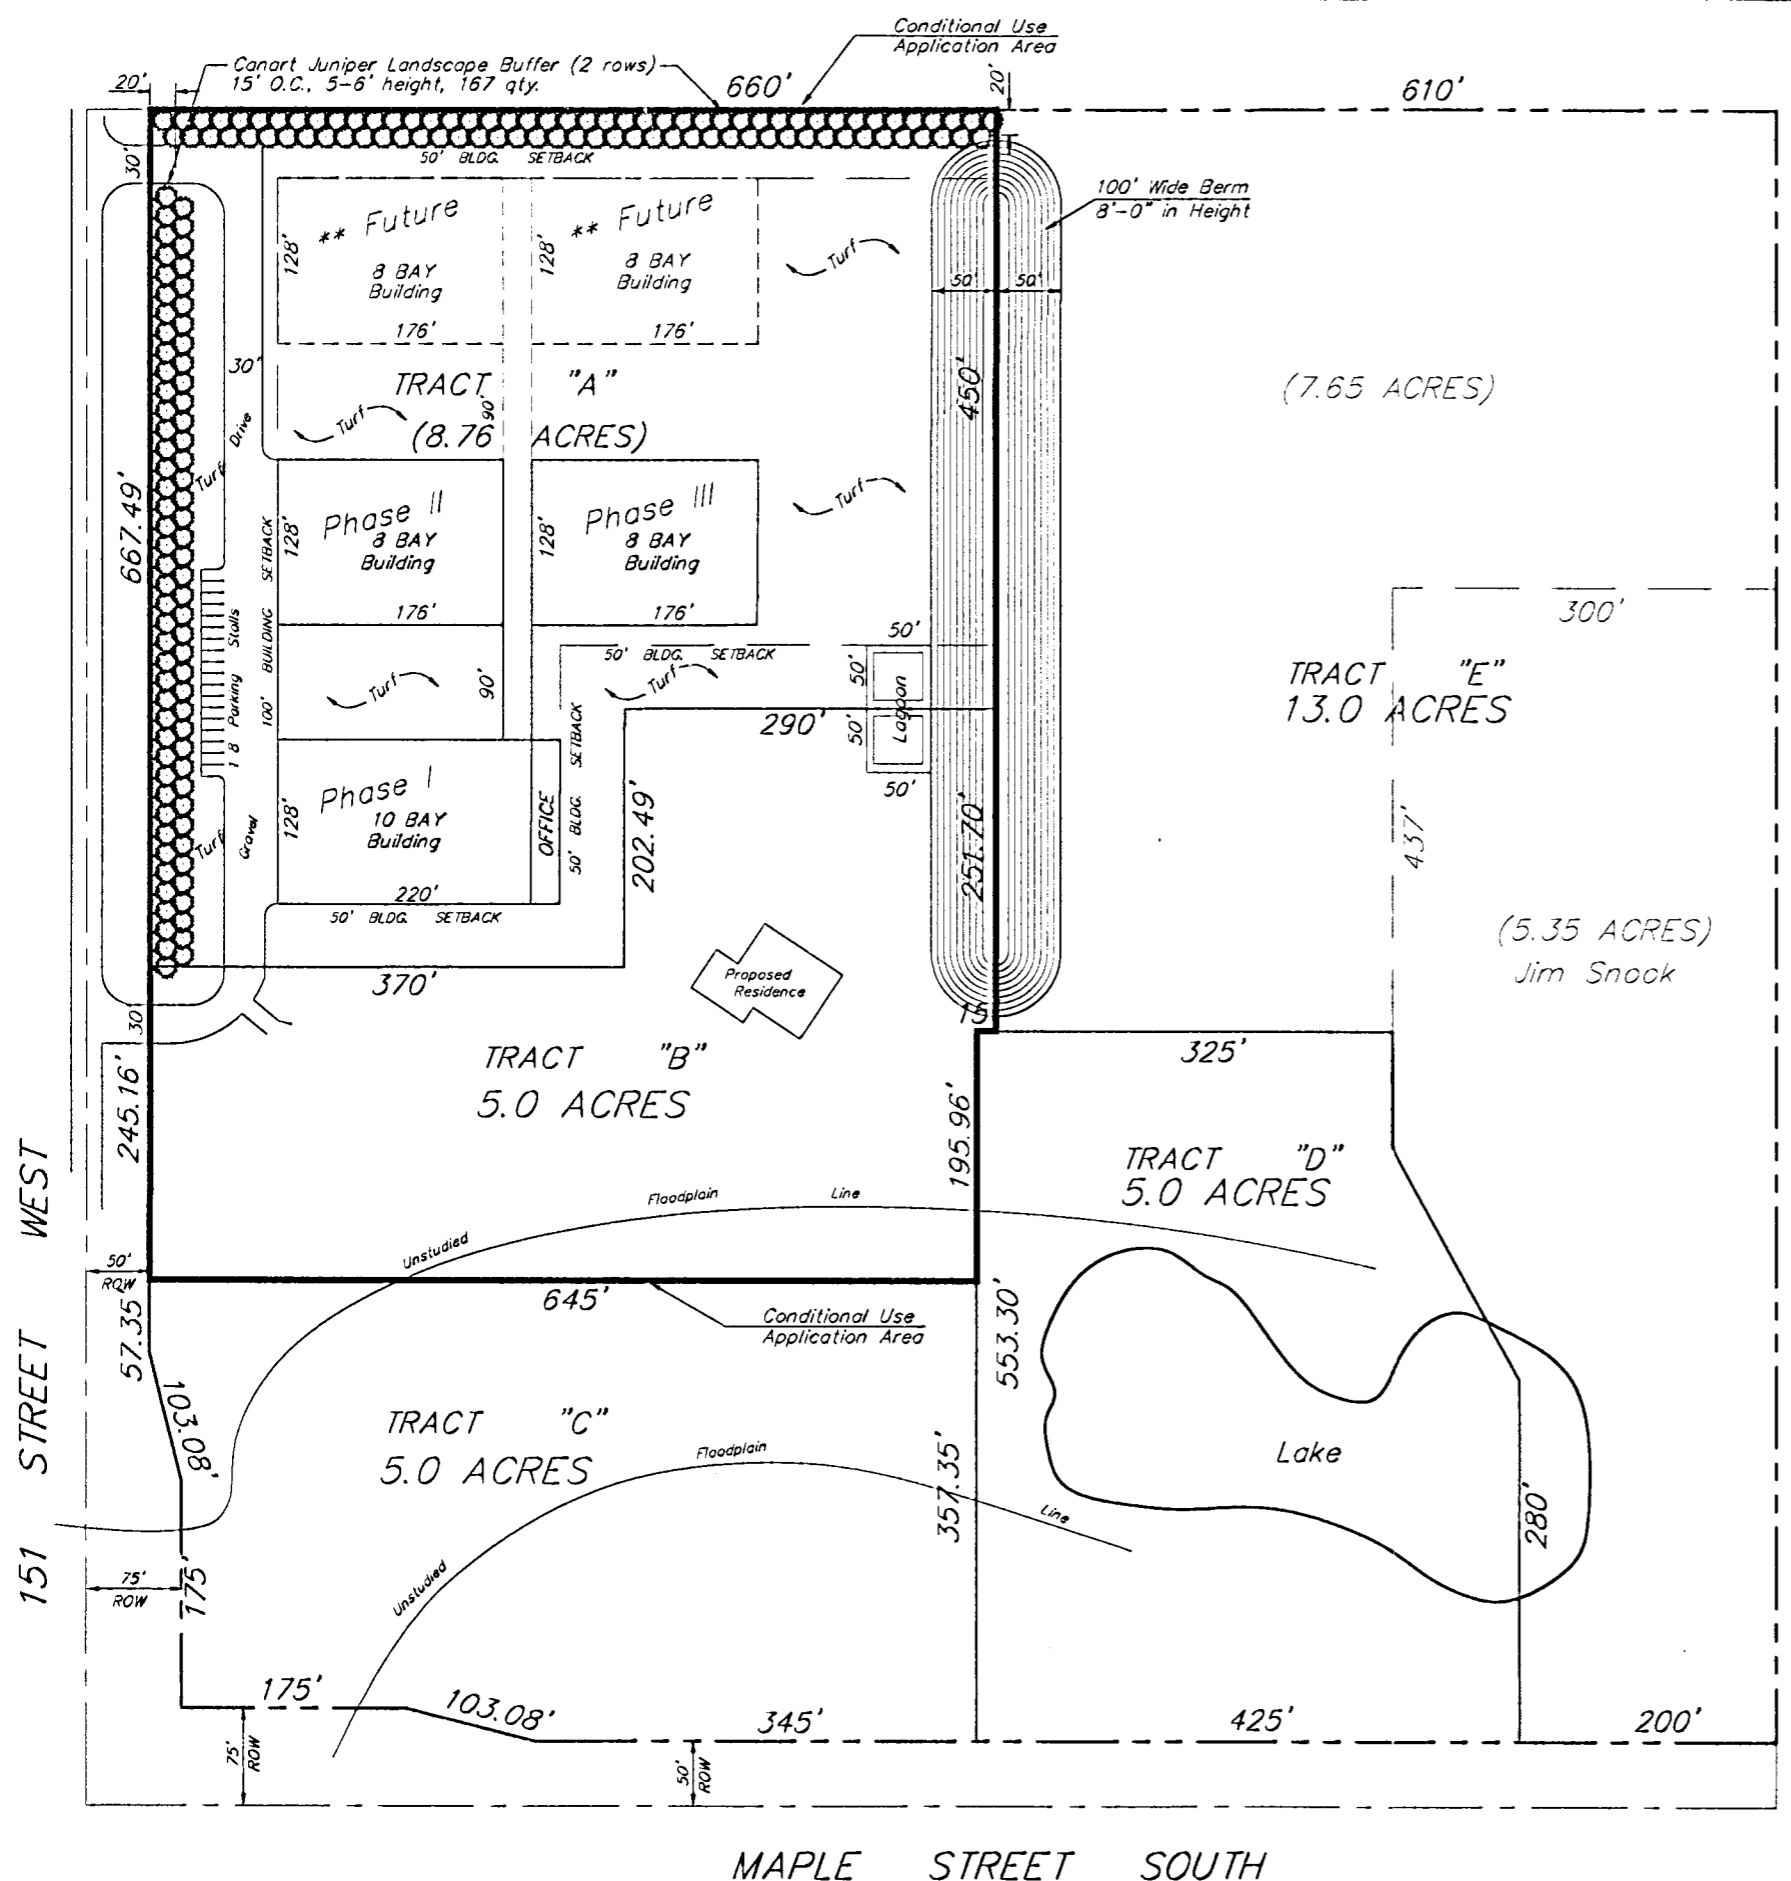 Conditional Use
Application Area
Canart Juniper Landscape Buffer (2 rows)
15' O.C., 5-6' height, 167 qty.
20'
660'
20'
610'
30'
50' BLDG. SETBACK
100' Wide Berm
8'-0" in Height
** Future
8 BAY
Building
128'
176'
** Future
8 BAY
Building
128'
176'
Turf
50'
50'
30'
TRACT "A"
(8.76 ACRES)
90'
Turf
450'
(7.65 ACRES)
Turf
Drive
667.49'
Phase II
8 BAY
Building
128'
176'
Phase III
8 BAY
Building
128'
176'
Turf
300'
18 Parking Stalls
100' BUILDING SETBACK
Turf
90'
50' BLDG. SETBACK
Turf
50'
50'
50'
50'
Lagoon
290'
TRACT "E"
13.0 ACRES
437'
Phase I
10 BAY
Building
128'
220'
OFFICE
50' BLDG. SETBACK
202.49'
251.70'
Turf
Gravel
50' BLDG. SETBACK
370'
Proposed
Residence
(5.35 ACRES)
Jim Snook
30'
15'
325'
TRACT "B"
5.0 ACRES
245.16'
195.96'
TRACT "D"
5.0 ACRES
Unstudied Floodplain Line
50'
ROW
645'
Conditional Use
Application Area
57.35'
103.08'
553.30'
TRACT "C"
5.0 ACRES
357.35'
Lake
280'
Unstudied Floodplain Line
151 STREET WEST
75'
ROW
175'
175'
103.08'
345'
425'
200'
75'
ROW
50'
ROW
MAPLE STREET SOUTH